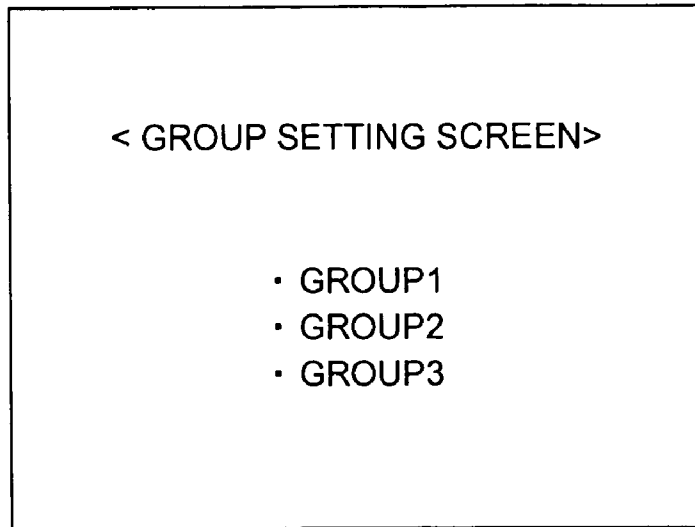 < GROUP SETTING SCREEN>
・ GROUP1
・ GROUP2
・ GROUP3